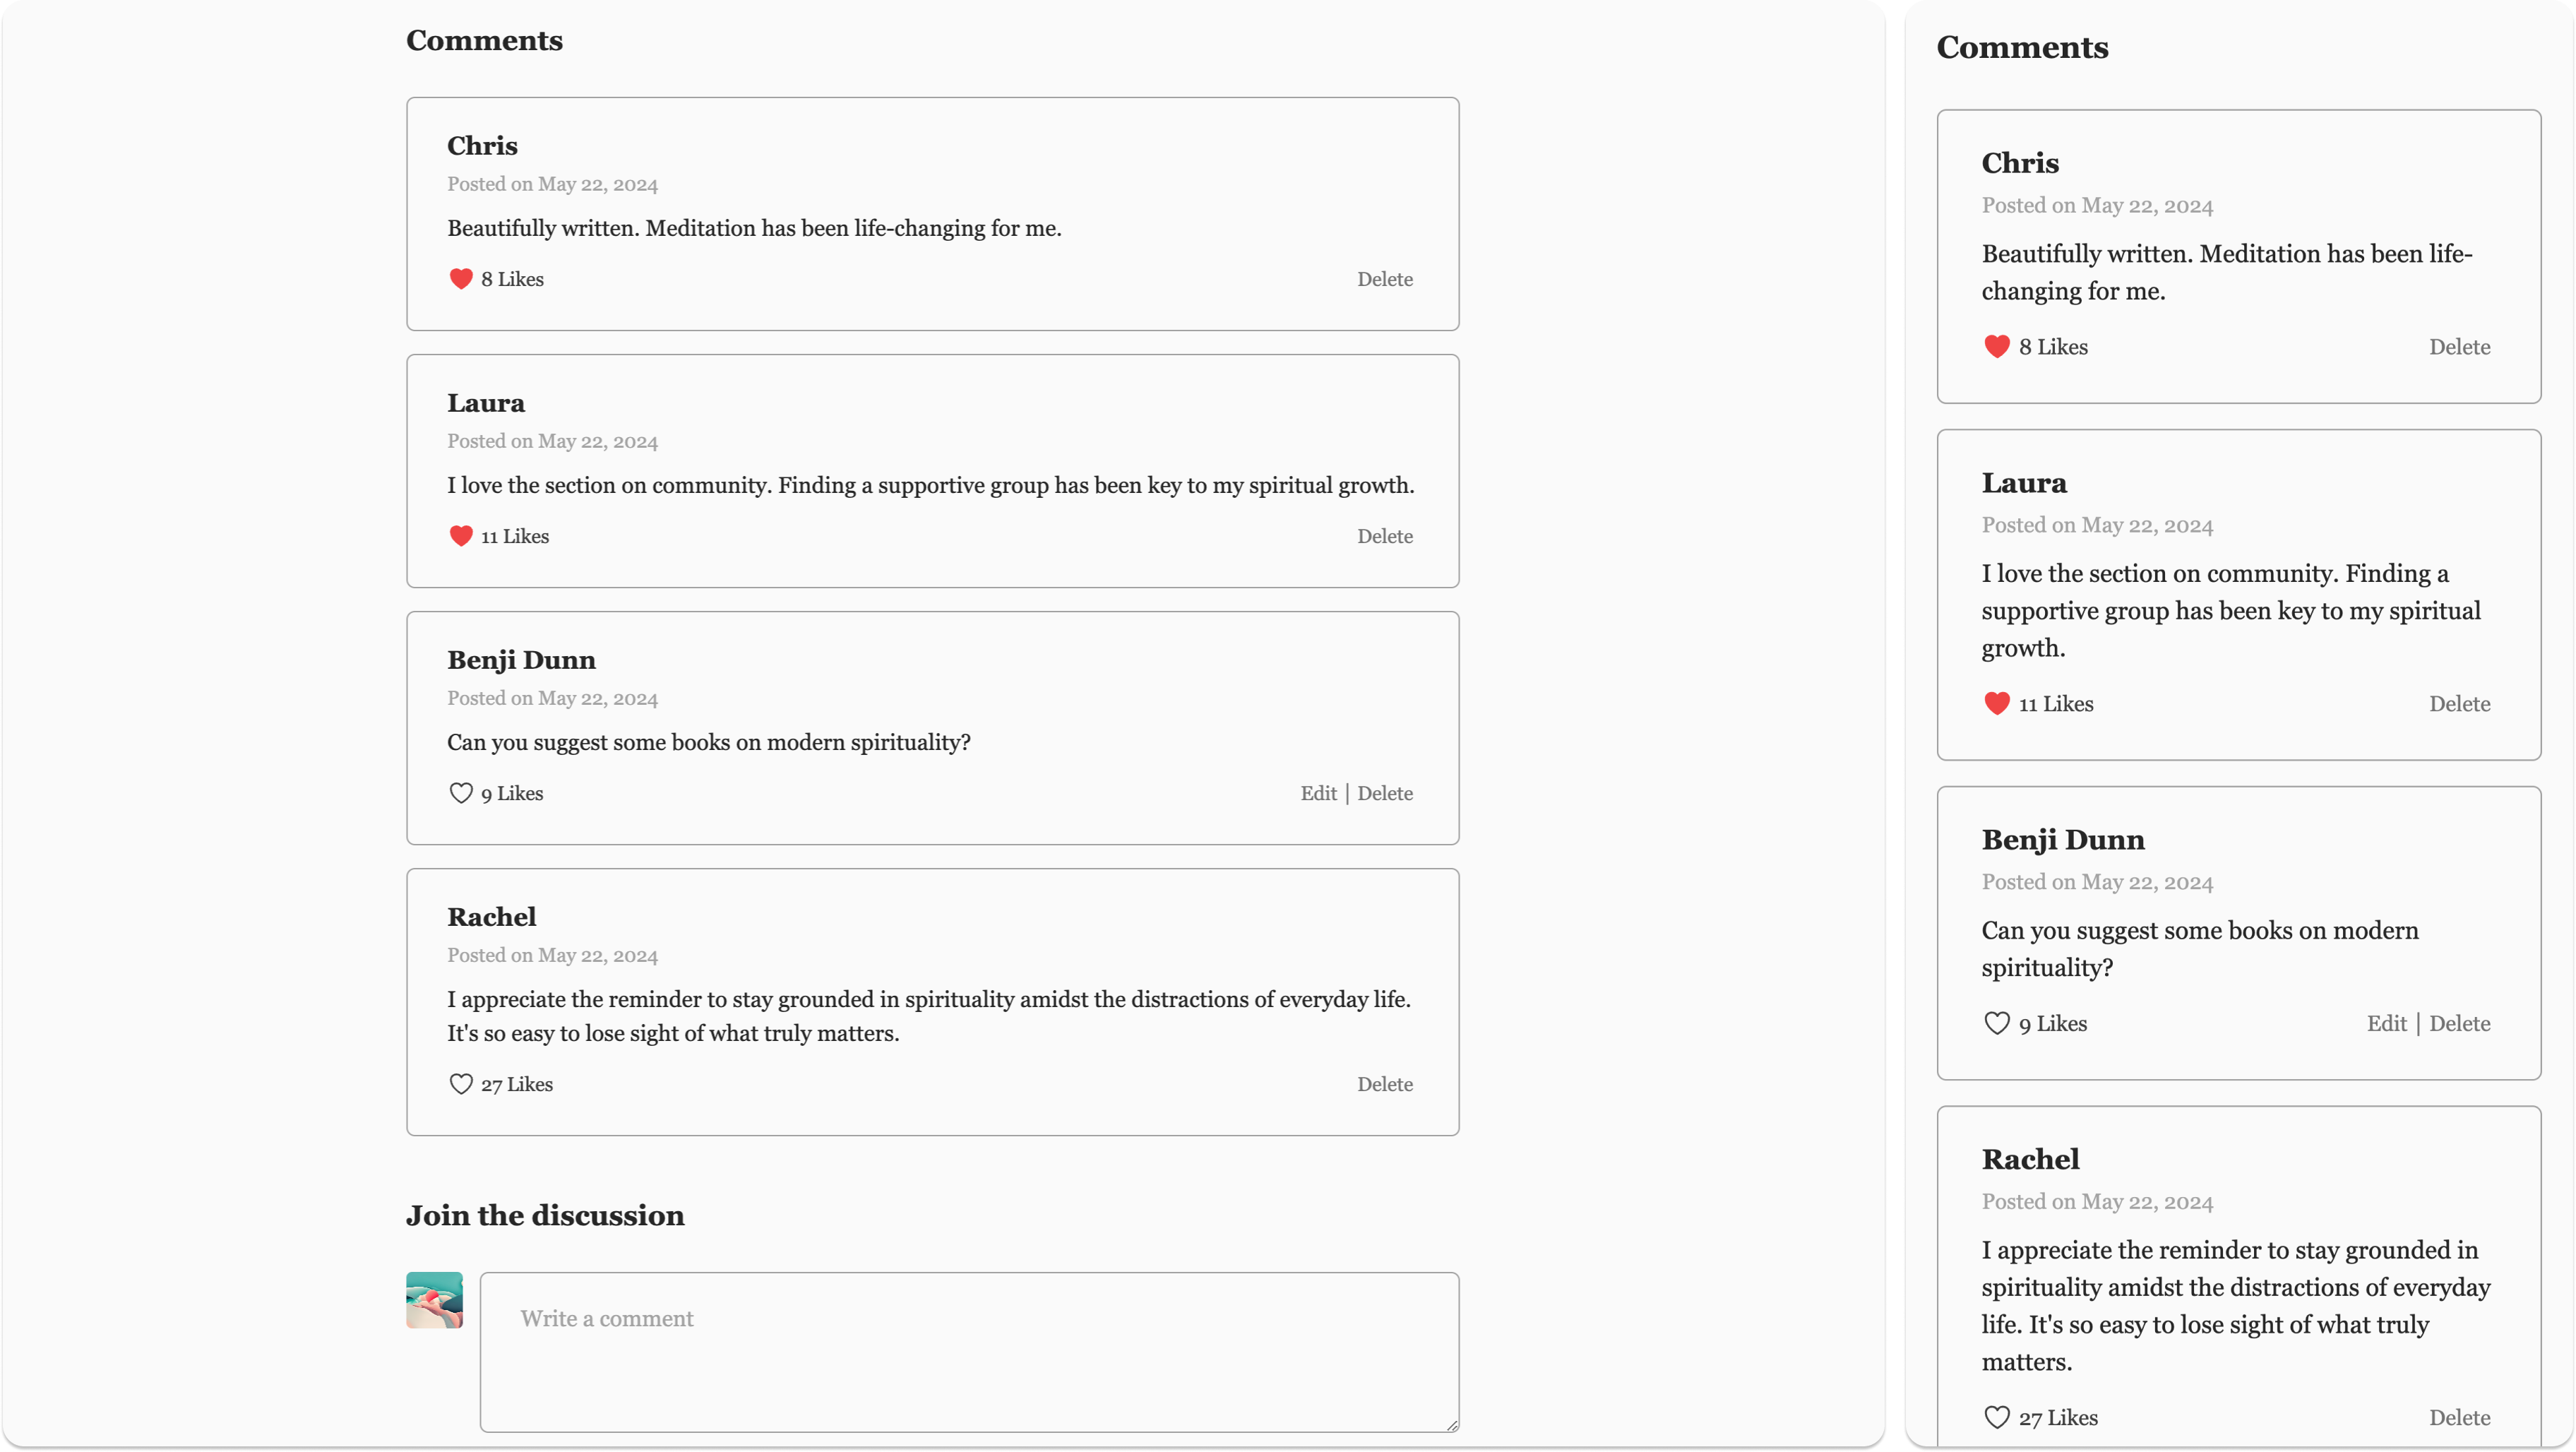 Comments
Chris
Posted on May 22, 2024
Beautifully written. Meditation has been life-changing for me.
8 Likes
Delete
Laura
Posted on May 22, 2024
I love the section on community. Finding a supportive group has been key to my spiritual growth.
11 Likes
Delete
Benji Dunn
Posted on May 22, 2024
Can you suggest some books on modern spirituality?
9 Likes
Edit | Delete
Rachel
Posted on May 22, 2024
I appreciate the reminder to stay grounded in spirituality amidst the distractions of everyday life.
It's so easy to lose sight of what truly matters.
27 Likes
Delete
Join the discussion
Write a comment
Comments
Chris
Posted on May 22, 2024
Beautifully written. Meditation has been life-
changing for me.
8 Likes
Delete
Laura
Posted on May 22, 2024
I love the section on community. Finding a
supportive group has been key to my spiritual
growth.
11 Likes
Delete
Benji Dunn
Posted on May 22, 2024
Can you suggest some books on modern
spirituality?
9 Likes
Edit | Delete
Rachel
Posted on May 22, 2024
I appreciate the reminder to stay grounded in
spirituality amidst the distractions of everyday
life. It's so easy to lose sight of what truly
matters.
27 Likes
Delete